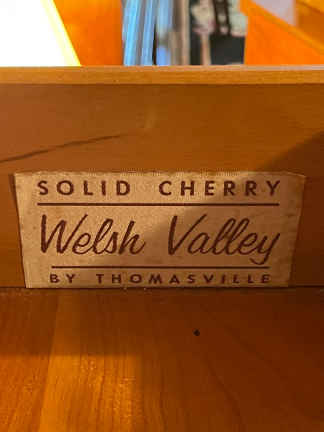 SOLID CHERRY
Welsh Valley
BY THOMASVILLE